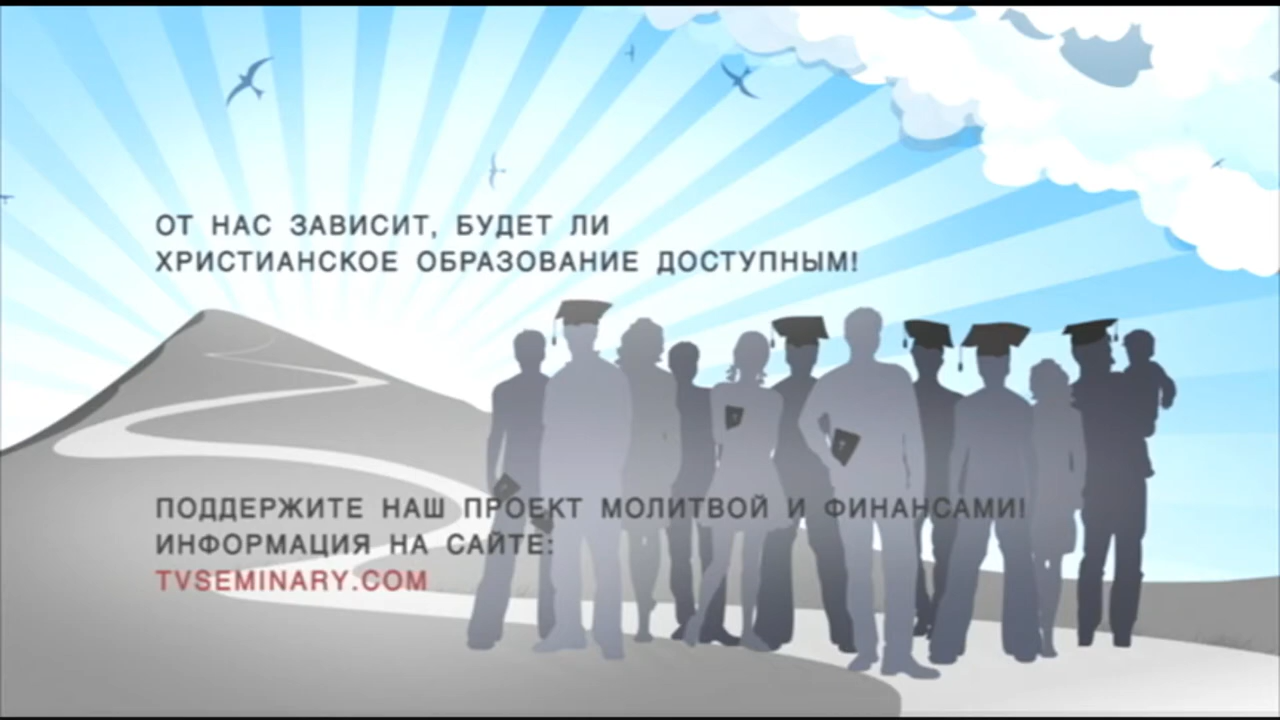 ОТ НАС ЗАВИСИТ, БУДЕТ ЛИ
ХРИСТИАНСКОЕ ОБРАЗОВАНИЕ ДОСТУПНЫМ!
ПОДДЕРЖИТЕ НАШ ПРОЕКТ МОЛИТВОЙ И ФИНАНСАМИ!
ИНФОРМАЦИЯ НА САЙТЕ:
TVSEMINARY.COM